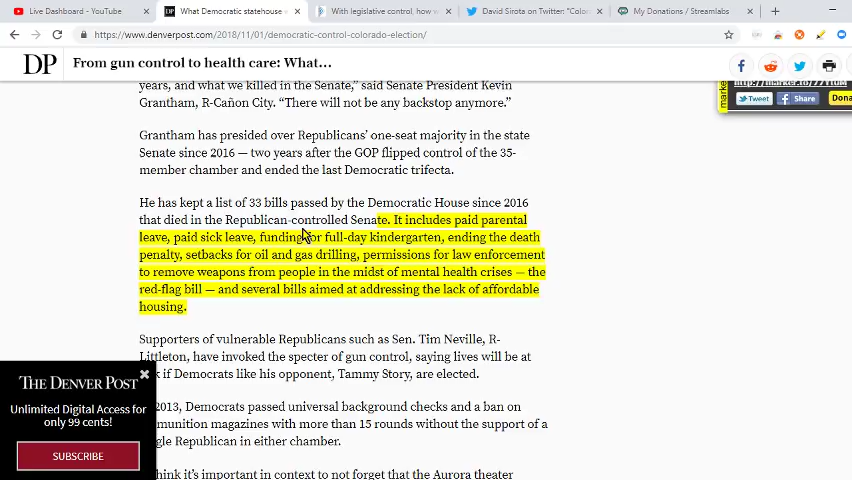 Live Dashboard - YouTube
What Democratic statehouse
With legislative control, how w
David Sirota on Twitter: "Color
My Donations / Streamlabs
https://www.denverpost.com/2018/11/01/democratic-control-colorado-election/
DP From gun control to health care: What...
years, and what we killed in the Senate,” said Senate President Kevin
Grantham, R-Cañon City. “There will not be any backstop anymore.”
Tweet Share
Grantham has presided over Republicans’ one-seat majority in the state
Senate since 2016 — two years after the GOP flipped control of the 35-
member chamber and ended the last Democratic trifecta.
He has kept a list of 33 bills passed by the Democratic House since 2016
that died in the Republican-controlled Senate. It includes paid parental
leave, paid sick leave, funding for full-day kindergarten, ending the death
penalty, setbacks for oil and gas drilling, permissions for law enforcement
to remove weapons from people in the midst of mental health crises — the
red-flag bill — and several bills aimed at addressing the lack of affordable
housing.
Supporters of vulnerable Republicans such as Sen. Tim Neville, R-
Littleton, have invoked the specter of gun control, saying lives will be at
if Democrats like his opponent, Tammy Story, are elected.
2013, Democrats passed universal background checks and a ban on
magazines with more than 15 rounds without the support of a
Republican in either chamber.
it’s important in context to not forget that the Aurora theater
THE DENVER POST
Unlimited Digital Access for
only 99 cents!
SUBSCRIBE